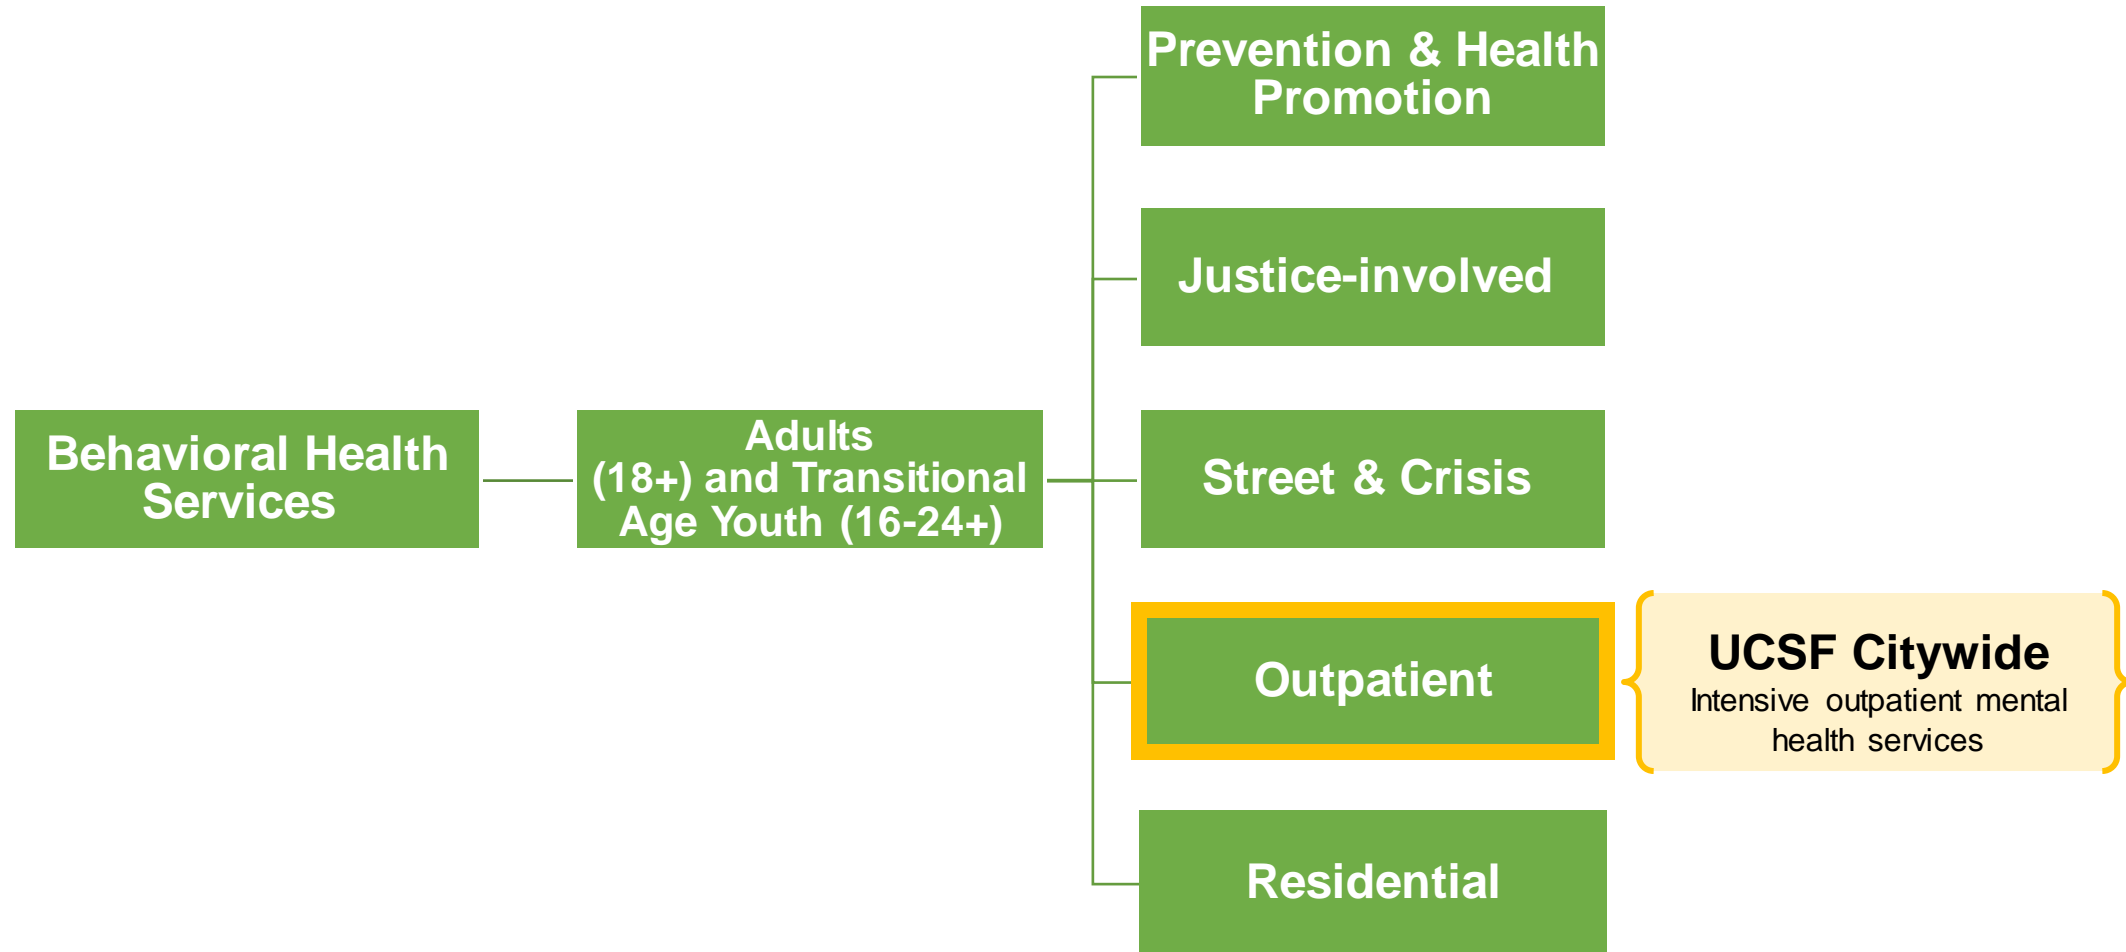 Behavioral Health
Services
Adults
(18+) and Transitional
Age Youth (16-24+)
Prevention & Health
Promotion
Justice-involved
Street & Crisis
Outpatient
UCSF Citywide
Intensive outpatient mental
health services
Residential